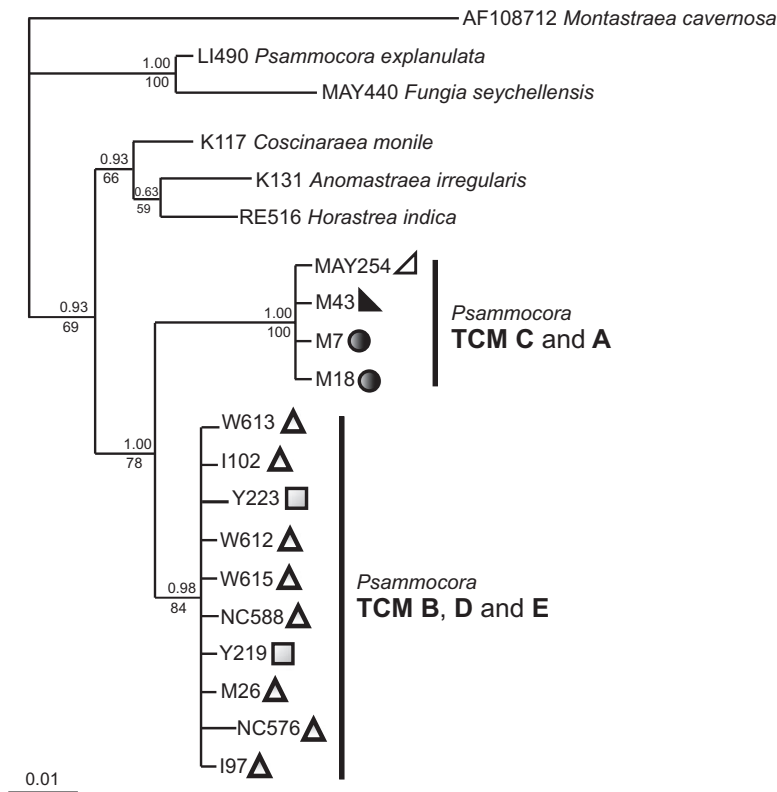 AF108712 Montastraea cavernosa
LI490 Psammocora explanulata
1.00
100
MAY440 Fungia seychellensis
K117 Coscinaraea monile
0.93
66
K131 Anomastraea irregularis
0.63
59
RE516 Horastrea indica
MAY254
M43
0.93
69
1.00
100
Psammocora
TCM C and A
M7
M18
W613
1.00
78
I102
Y223
W612
W615
Psammocora
TCM B, D and E
0.98
84
NC588
Y219
M26
NC576
I97
0.01